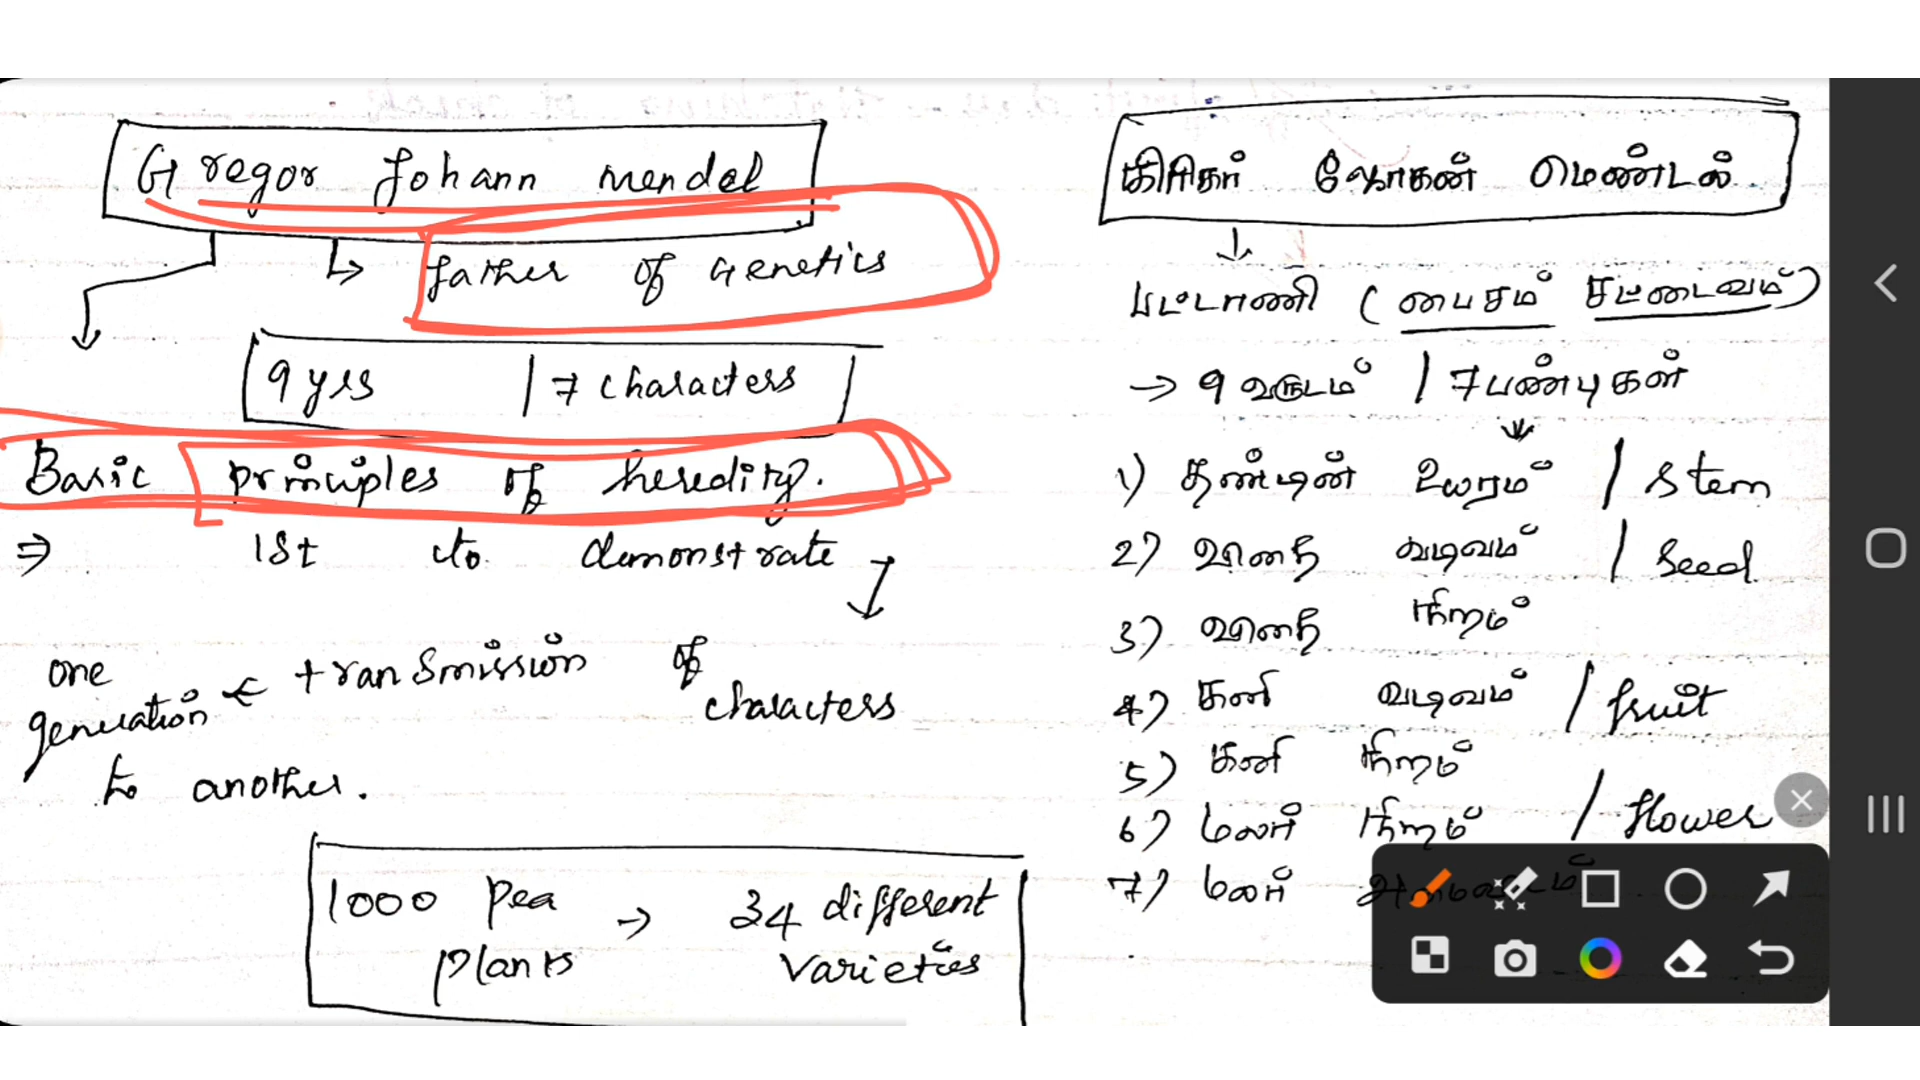 Gregor Johann mendel
father of Genetics
9 yrs | 7 characters
Basic principles of heredity.
⇒ 1st to demonstrate
transmission of characters
one generation
to another.
1000 pea plants → 34 different varieties
கிரிகர் ஜோகன் மெண்டல்
பட்டாணி (பைசம் சட்டைவம்)
→ 9 வருடம் / 7 பண்புகள்
1) தண்டின் உயரம் / Stem
2) விதை வடிவம் / Seed
3) விதை நிறம்
4) கனி வடிவம் / fruit
5) கனி நிறம்
6) மலர் நிறம் / flower
7) மலர்